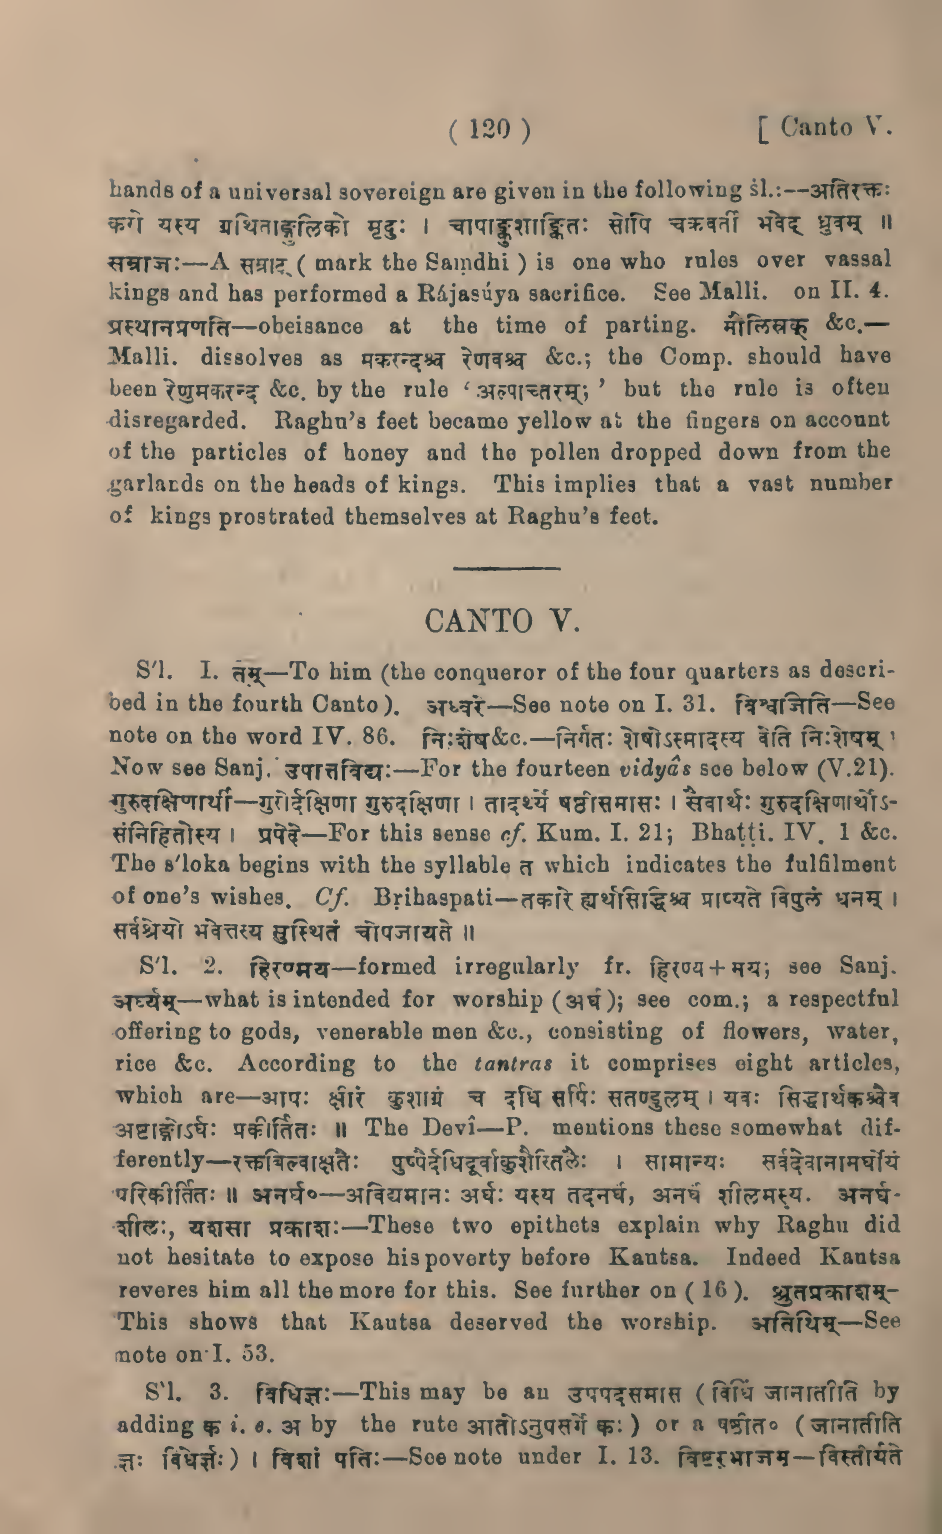 ( 120 ) [ Canto V.
hands of a universal sovereign are given in the following śl.:--अतिरक्तः
करो यस्य ग्रथिताङ्गुलिको मृदुः । चापाङ्कुशाङ्कितः सोपि चक्रवर्ती भवेद् ध्रुवम् ॥
सम्राजः—A सम्राट् ( mark the Saṃdhi ) is one who rules over vassal
kings and has performed a Rájasúya sacrifice. See Malli. on II. 4.
प्रस्थानप्रणति—obeisance at the time of parting. मौलिस्रक् &c.—
Malli. dissolves as मकरन्दश्च रेणवश्च &c.; the Comp. should have
been रेणुमकरन्द &c. by the rule ‘ अल्पाच्तरम्; ’ but the rule is often
disregarded. Raghu's feet became yellow at the fingers on account
of the particles of honey and the pollen dropped down from the
garlands on the heads of kings. This implies that a vast number
of kings prostrated themselves at Raghu's feet.
CANTO V.
S'l. I. तम्—To him (the conqueror of the four quarters as descri-
bed in the fourth Canto ). अध्वरे—See note on I. 31. विश्वजिति—See
note on the word IV. 86. निःशेष&c.—निर्गतः शेषोऽस्मादस्य वेति निःशेषम् ।
Now see Sanj. उपात्तविद्यः—For the fourteen vidyâs see below (V.21).
गुरुदक्षिणार्थी—गुरोर्दक्षिणा गुरुदक्षिणा । तादर्थ्ये षष्ठीसमासः । सैवार्थः गुरुदक्षिणार्थोऽ-
संनिहितोस्य । प्रपेदे—For this sense cf. Kum. I. 21; Bhaṭṭi. IV. 1 &c.
The s'loka begins with the syllable त which indicates the fulfilment
of one's wishes. Cf. Bṛihaspati—तकारे ह्यर्थसिद्धिश्च प्राप्यते विपुलं धनम् ।
सर्वश्रेयो भवेत्तस्य सुस्थितं चोपजायते ॥
S'l. 2. हिरण्मय—formed irregularly fr. हिरण्य + मय; see Sanj.
अर्घ्यम्—what is intended for worship (अर्घ ); see com.; a respectful
offering to gods, venerable men &c., consisting of flowers, water,
rice &c. According to the tantras it comprises eight articles,
which are—आपः क्षीरं कुशाग्रं च दधि सर्पिः सतण्डुलम् । यवः सिद्धार्थकश्चैव
अष्टाङ्गोऽर्घः प्रकीर्तितः ॥ The Devî—P. mentions these somewhat dif-
ferently—रक्तबिल्वाक्षतैः पुष्पैर्दधिदूर्वाकुशैस्तिलैः । सामान्यः सर्वदेवानामर्घोयं
परिकीर्तितः ॥ अनर्घ॰—अविद्यमानः अर्घः यस्य तदनर्घं, अनर्घं शीलमस्य. अनर्घ-
शीलः, यशसा प्रकाशः—These two epithets explain why Raghu did
not hesitate to expose his poverty before Kautsa. Indeed Kautsa
reveres him all the more for this. See further on ( 16 ). श्रुतप्रकाशम्-
This shows that Kautsa deserved the worship. अतिथिम्—See
note on I. 53.
S'l. 3. विधिज्ञः—This may be an उपपदसमास ( विधिं जानातीति by
adding क i. e. अ by the rute आतोऽनुपसर्गे कः ) or a षष्ठीत॰ ( जानातीति
ज्ञः विधेर्ज्ञः ) । विशां पतिः—See note under I. 13. विष्टरभाजम्—विस्तीर्यते